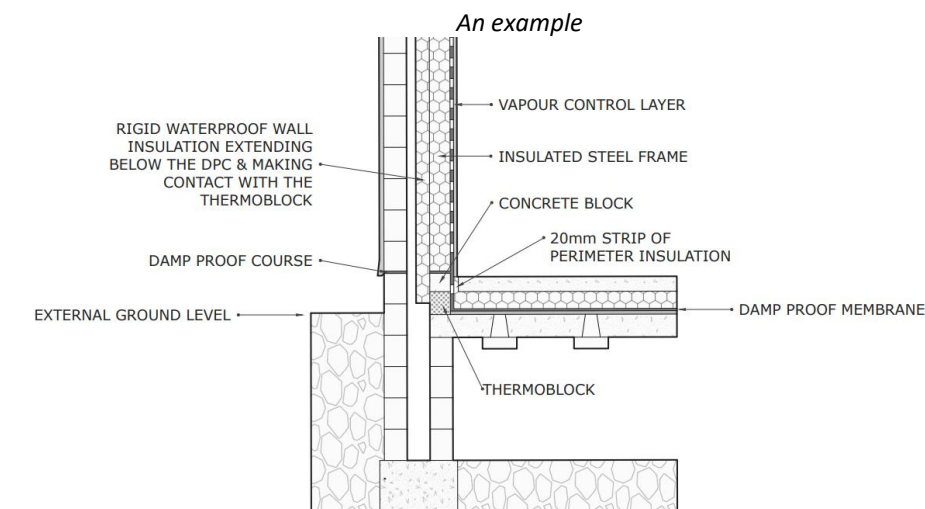 An example
RIGID WATERPROOF WALL
INSULATION EXTENDING
BELOW THE DPC & MAKING
CONTACT WITH THE
THERMOBLOCK
DAMP PROOF COURSE
EXTERNAL GROUND LEVEL
VAPOUR CONTROL LAYER
INSULATED STEEL FRAME
CONCRETE BLOCK
20mm STRIP OF
PERIMETER INSULATION
DAMP PROOF MEMBRANE
THERMOBLOCK